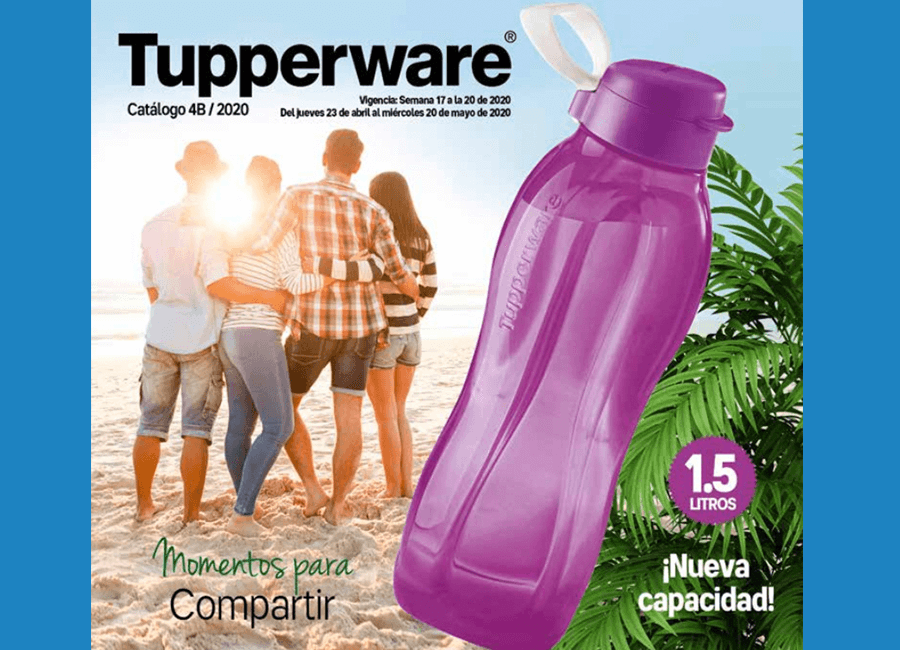 Tupperware®
Catálogo 4B / 2020
Vigencia: Semana 17 a la 20 de 2020
Del jueves 23 de abril al miércoles 20 de mayo de 2020
Tupperware
1.5
LITROS
Momentos para
Compartir
¡Nueva
capacidad!